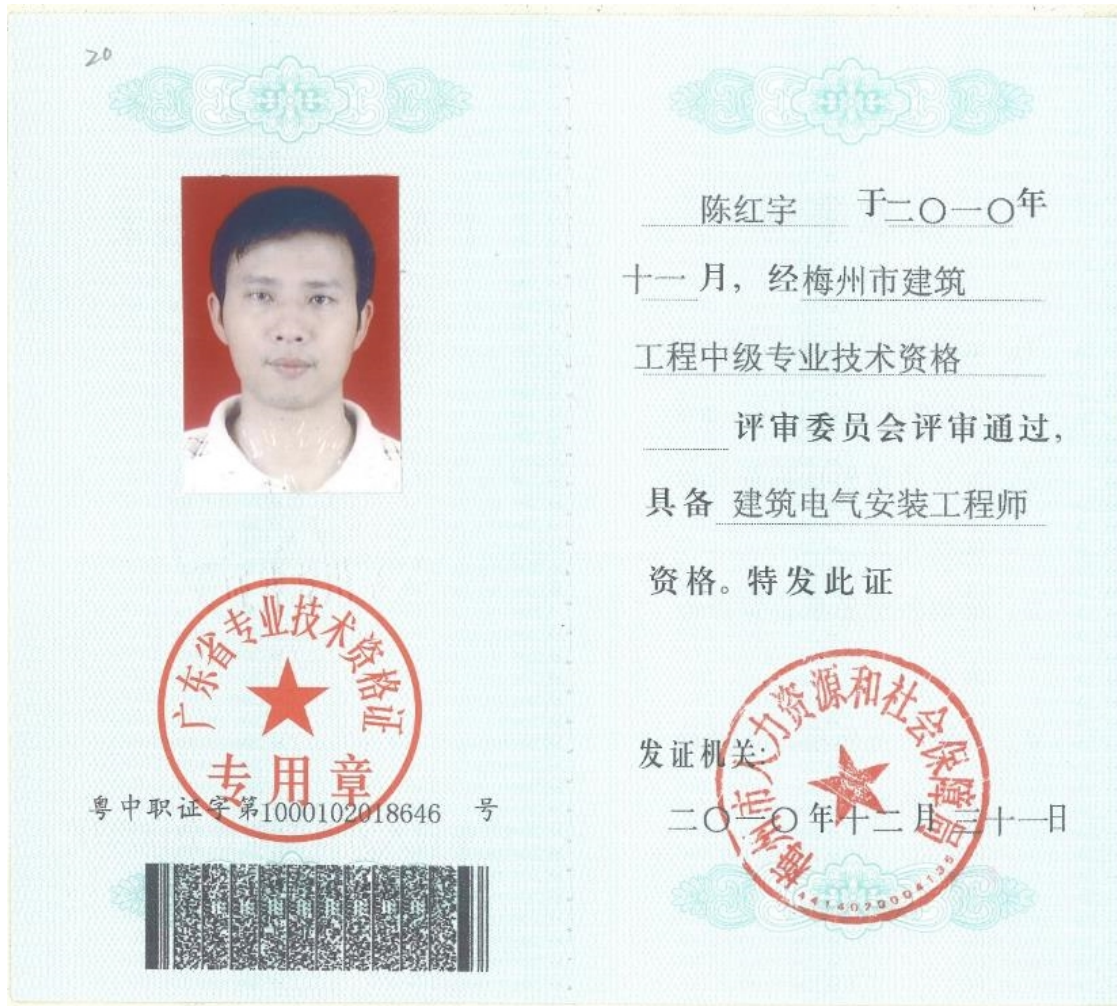 20
广东省专业技术资格证
专用章
粤中职证字第1000102018646 号
陈红宇 于二〇一〇年
十一月，经梅州市建筑
工程中级专业技术资格
评审委员会评审通过，
具备 建筑电气安装工程师
资格。特发此证
梅州市人力资源和社会保障局
发证机关:
二〇一〇年十二月三十一日
4414020004135